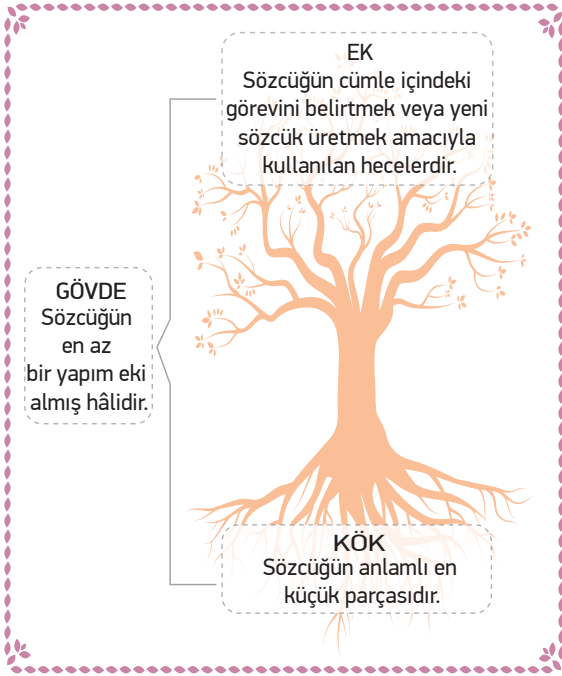 EK
Sözcüğün cümle içindeki
görevini belirtmek veya yeni
sözcük üretmek amacıyla
kullanılan hecelerdir.
GÖVDE
Sözcüğün
en az
bir yapım eki
almış hâlidir.
KÖK
Sözcüğün anlamlı en
küçük parçasıdır.